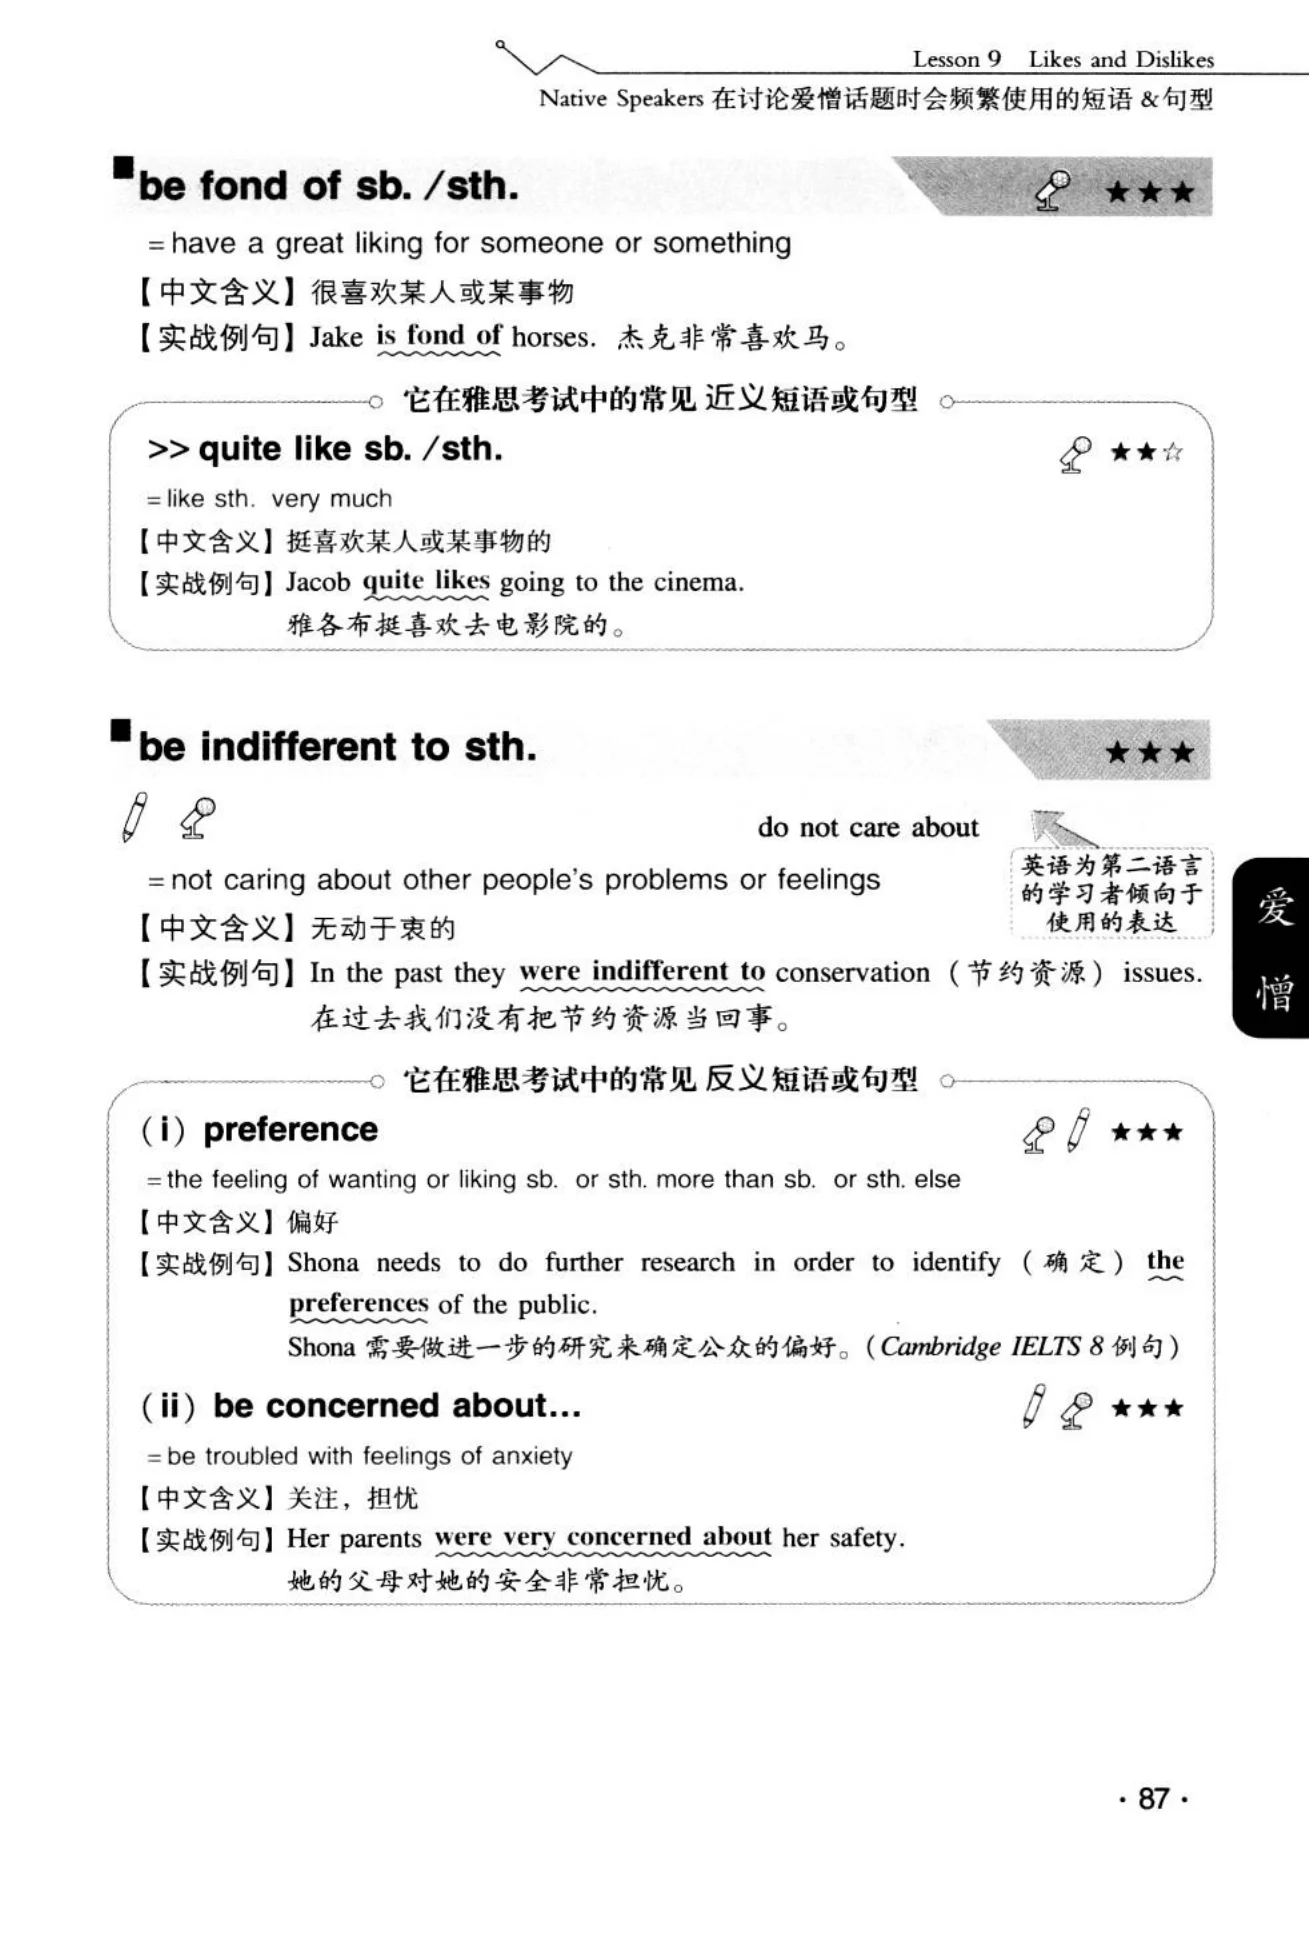 Lesson 9 Likes and Dislikes
Native Speakers 在讨论爱憎话题时会频繁使用的短语 & 句型
■be fond of sb. /sth. ★★★
=have a great liking for someone or something
【中文含义】很喜欢某人或某事物
【实战例句】Jake is fond of horses. 杰克非常喜欢马。
它在雅思考试中的常见 近义短语或句型
>> quite like sb. /sth. ★★☆
=like sth. very much
【中文含义】挺喜欢某人或某事物的
【实战例句】Jacob quite likes going to the cinema.
雅各布挺喜欢去电影院的。
■be indifferent to sth. ★★★
do not care about
英语为第二语言
的学习者倾向于
使用的表达
=not caring about other people's problems or feelings
【中文含义】无动于衷的
【实战例句】In the past they were indifferent to conservation (节约资源) issues.
在过去我们没有把节约资源当回事。
它在雅思考试中的常见 反义短语或句型
(i) preference ★★★
=the feeling of wanting or liking sb. or sth. more than sb. or sth. else
【中文含义】偏好
【实战例句】Shona needs to do further research in order to identify (确定) the
preferences of the public.
Shona 需要做进一步的研究来确定公众的偏好。(Cambridge IELTS 8 例句)
(ii) be concerned about... ★★★
=be troubled with feelings of anxiety
【中文含义】关注，担忧
【实战例句】Her parents were very concerned about her safety.
她的父母对她的安全非常担忧。
爱
憎
· 87 ·